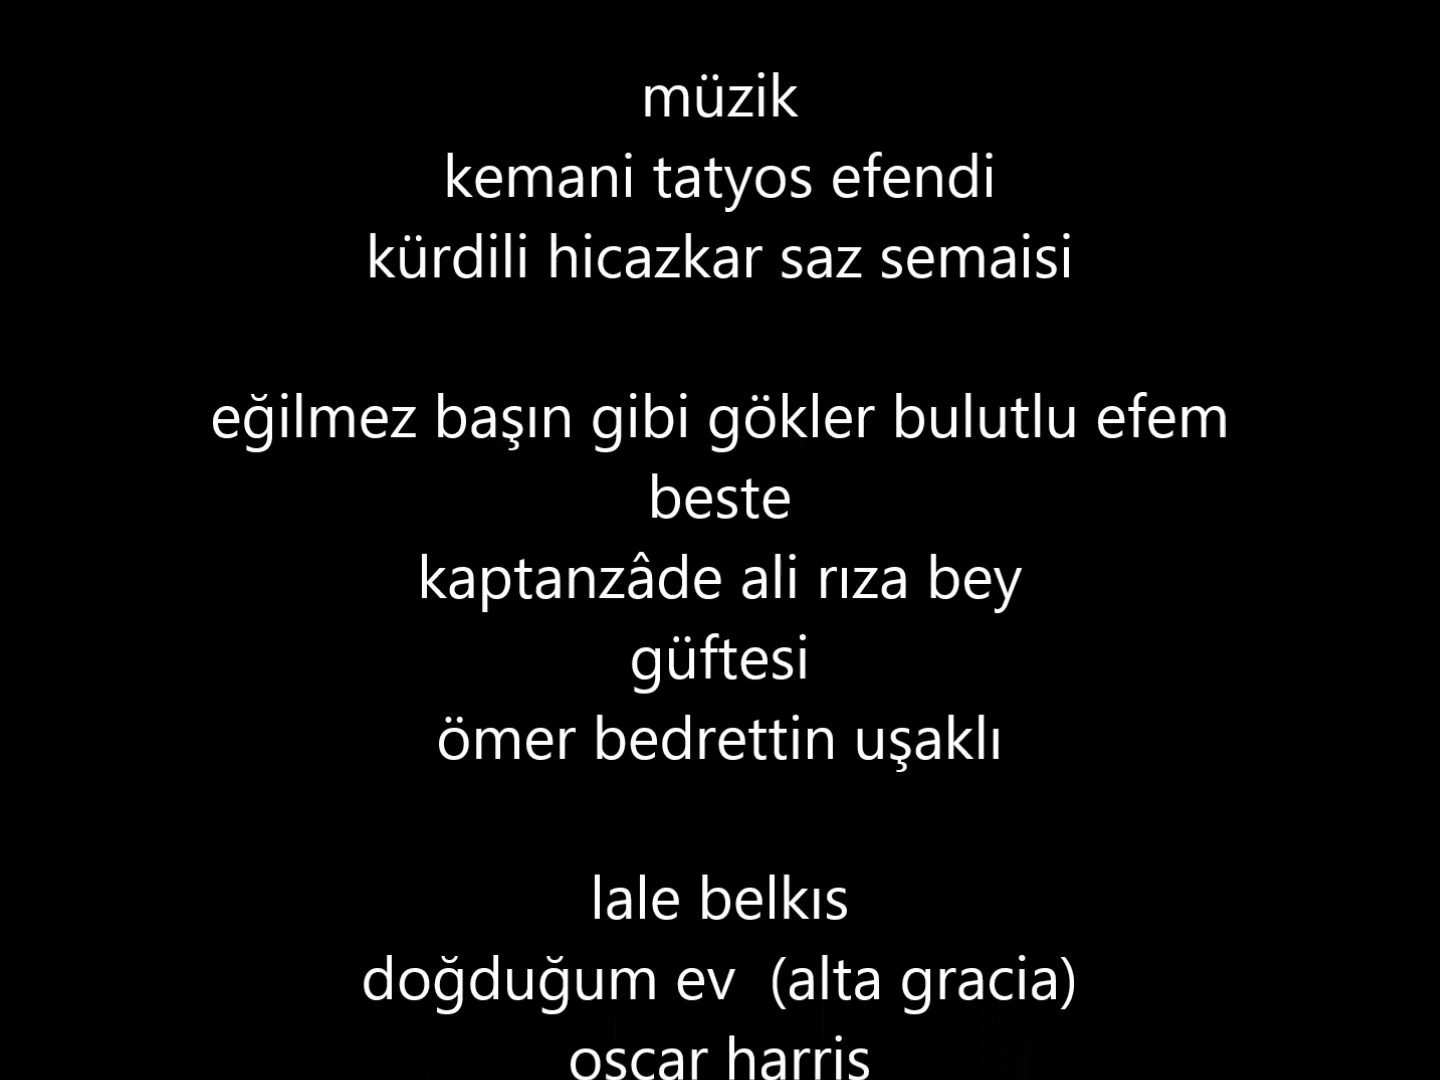 müzik
kemani tatyos efendi
kürdili hicazkar saz semaisi
eğilmez başın gibi gökler bulutlu efem
beste
kaptanzâde ali rıza bey
güftesi
ömer bedrettin uşaklı
lale belkıs
doğduğum ev (alta gracia)
oscar harris